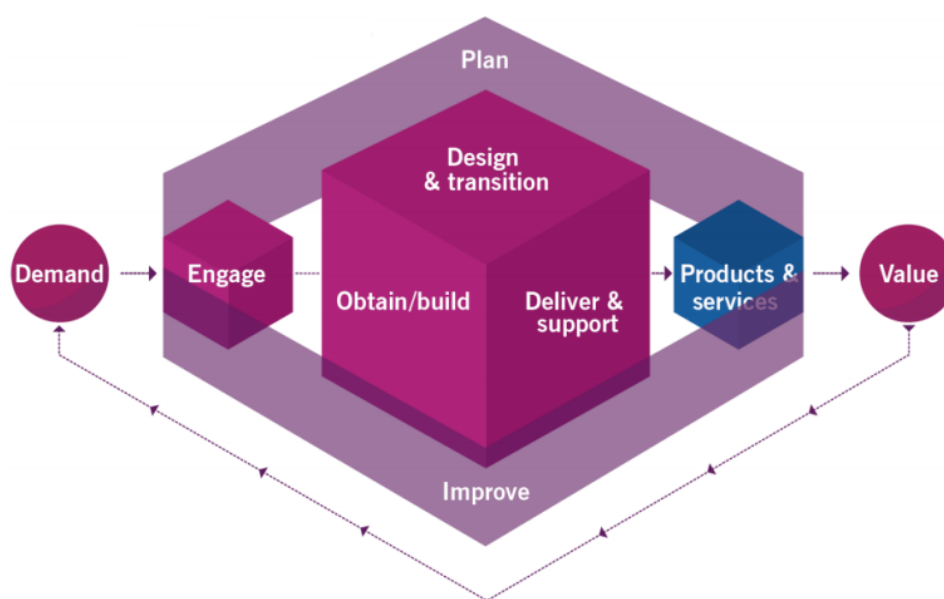 Plan
Design
& transition
Demand
Engage
Obtain/build
Deliver &
support
Products &
services
Value
Improve